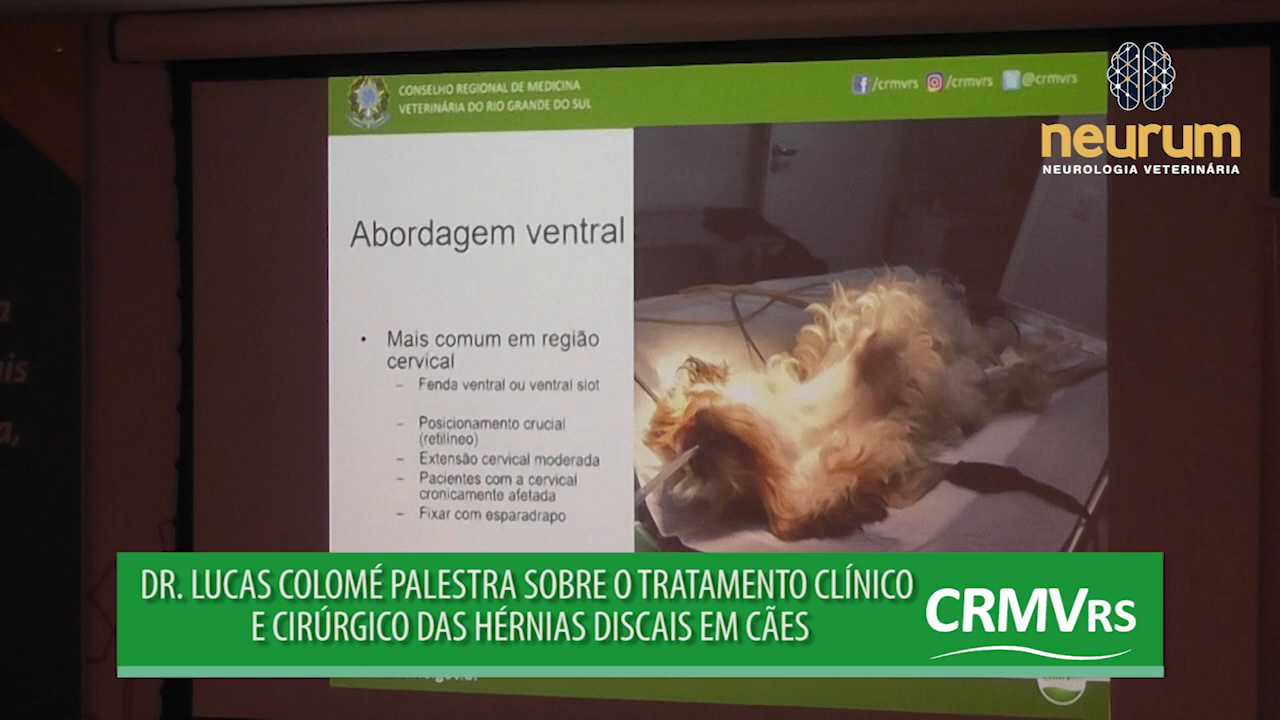 CONSELHO REGIONAL DE MEDICINA
VETERINÁRIA DO RIO GRANDE DO SUL
/crmvrs /crmvrs @crmvrs
neurum
NEUROLOGIA VETERINÁRIA
Abordagem ventral
• Mais comum em região
cervical
– Fenda ventral ou ventral slot
– Posicionamento crucial
(retilíneo)
– Extensão cervical moderada
– Pacientes com a cervical
cronicamente afetada
– Fixar com esparadrapo
DR. LUCAS COLOMÉ PALESTRA SOBRE O TRATAMENTO CLÍNICO
E CIRÚRGICO DAS HÉRNIAS DISCAIS EM CÃES
CRMVRS